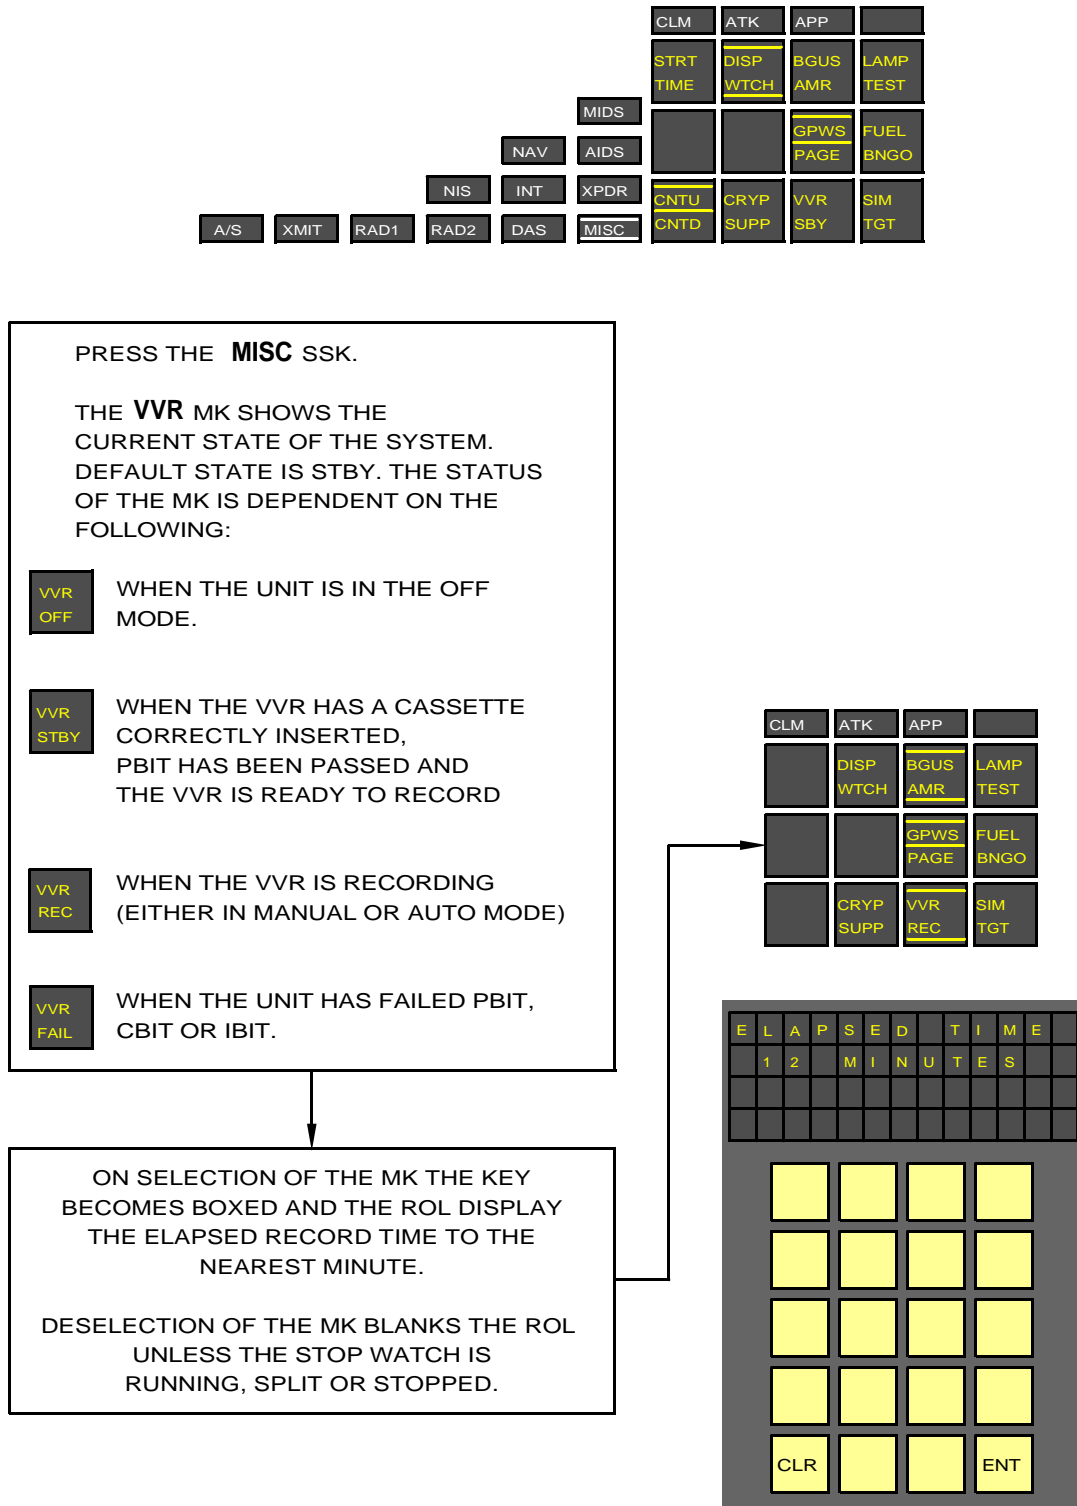 CLM ATK APP
STRT DISP BGUS LAMP
TIME WTCH AMR TEST
MIDS
GPWS FUEL
NAV AIDS PAGE BNGO
NIS INT XPDR CNTU CRYP VVR SIM
A/S XMIT RAD1 RAD2 DAS MISC CNTD SUPP SBY TGT
PRESS THE MISC SSK.
THE VVR MK SHOWS THE
CURRENT STATE OF THE SYSTEM.
DEFAULT STATE IS STBY. THE STATUS
OF THE MK IS DEPENDENT ON THE
FOLLOWING:
VVR
OFF
WHEN THE UNIT IS IN THE OFF
MODE.
VVR
STBY
WHEN THE VVR HAS A CASSETTE
CORRECTLY INSERTED,
PBIT HAS BEEN PASSED AND
THE VVR IS READY TO RECORD
VVR
REC
WHEN THE VVR IS RECORDING
(EITHER IN MANUAL OR AUTO MODE)
VVR
FAIL
WHEN THE UNIT HAS FAILED PBIT,
CBIT OR IBIT.
ON SELECTION OF THE MK THE KEY
BECOMES BOXED AND THE ROL DISPLAY
THE ELAPSED RECORD TIME TO THE
NEAREST MINUTE.
DESELECTION OF THE MK BLANKS THE ROL
UNLESS THE STOP WATCH IS
RUNNING, SPLIT OR STOPPED.
CLM ATK APP
DISP BGUS LAMP
WTCH AMR TEST
GPWS FUEL
PAGE BNGO
CRYP VVR SIM
SUPP REC TGT
ELAPSED TIME
12 MINUTES
CLR ENT